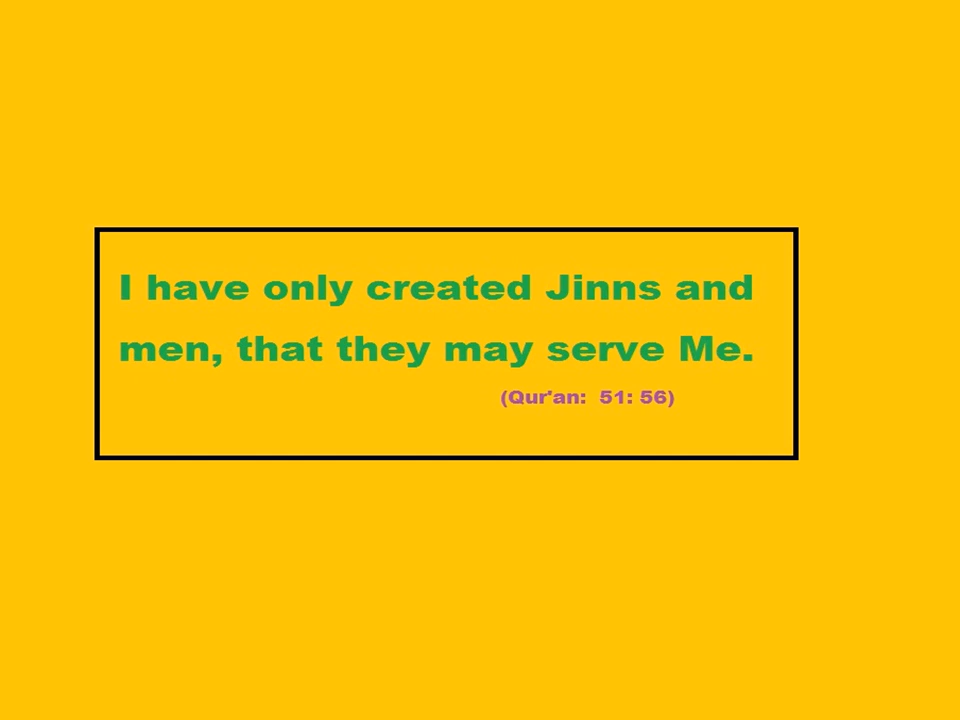 I have only created Jinns and
men, that they may serve Me.
(Qur'an: 51: 56)